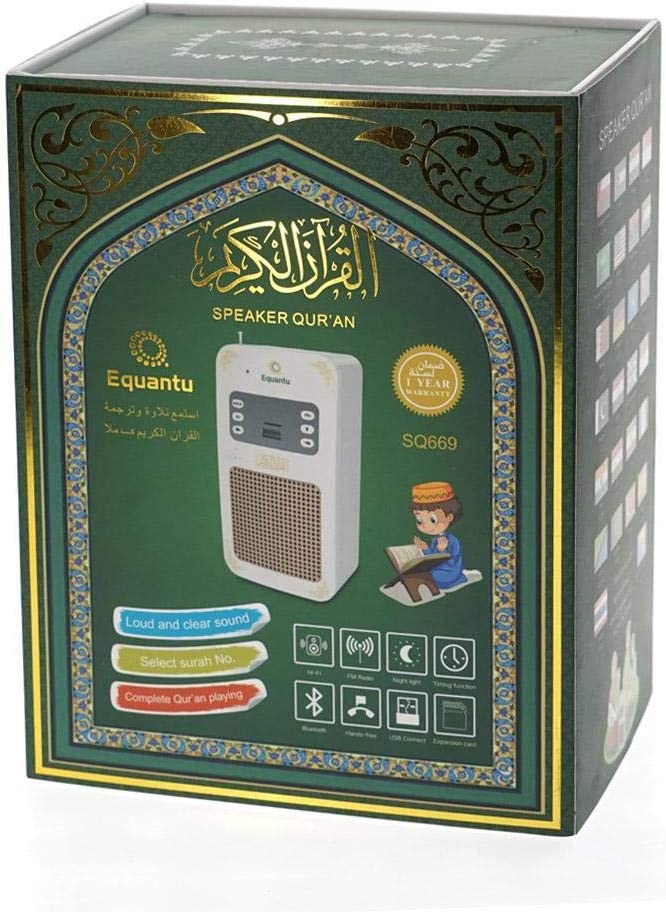 القرآن الكريم
SPEAKER QUR'AN
Equantu
استمع تلاوة وترجمة
القرآن الكريم كاملا
Equantu
ضمان
لسنة
1 YEAR
WARRANTY
SQ669
Loud and clear sound
Select surah No.
Complete Qur'an playing
Hi-Fi
FM Radio
Night light
Timing function
Bluetooth
Hands-free
USB Connect
Expansion card
SPEAKER QUR'AN